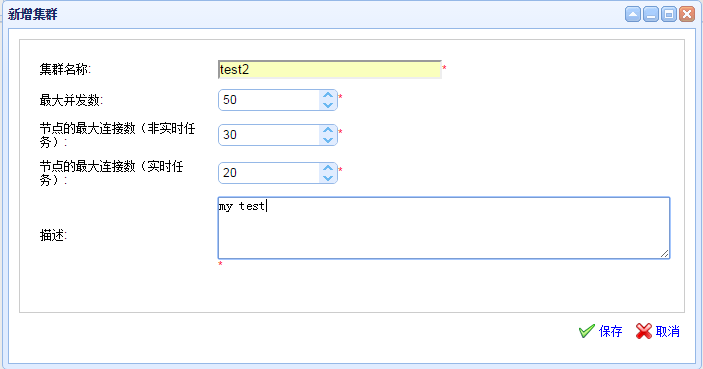 新增集群
集群名称:
test2
*
最大并发数:
50
*
节点的最大连接数（非实时任
务）:
30
*
节点的最大连接数（实时任
务）:
20
*
描述:
my test
*
保存
取消